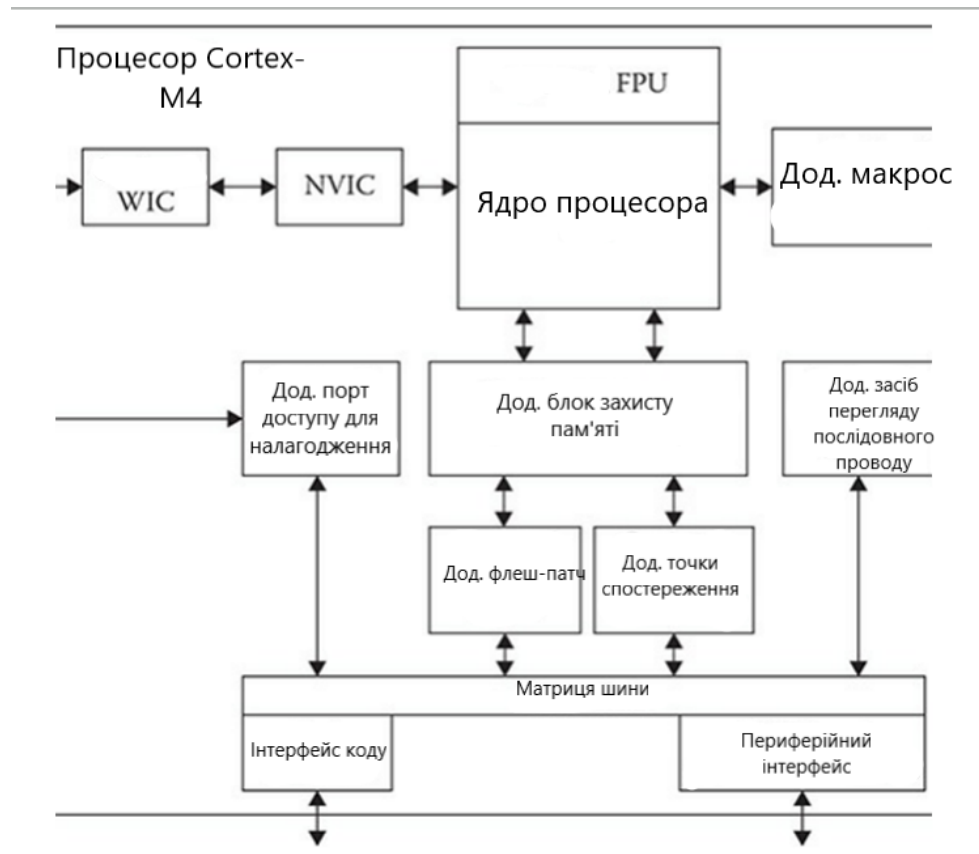 Процесор Cortex-
M4
FPU
WIC
NVIC
Ядро процесора
Дод. макрос
Дод. порт
доступу для
налагодження
Дод. блок захисту
пам'яті
Дод. засіб
перегляду
послідовного
проводу
Дод. флеш-патч
Дод. точки
спостереження
Матриця шини
Інтерфейс коду
Периферійний
інтерфейс